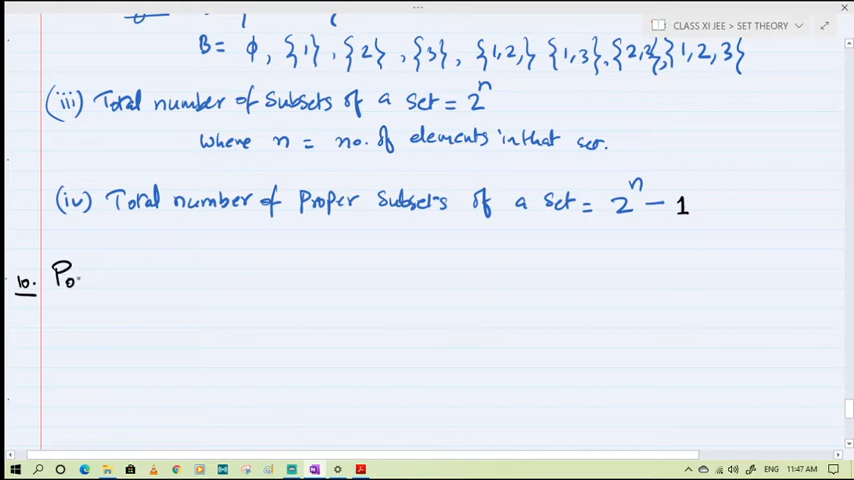 CLASS XI JEE > SET THEORY
B = ϕ, {1}, {2}, {3}, {1,2,} {1,3}, {2,3}, {1,2,3}
(iii) Total number of Subsets of a set = 2^n
where n = no. of elements in that set.
(iv) Total number of Proper Subsets of a set = 2^n - 1
10. Po
ENG 11:47 AM